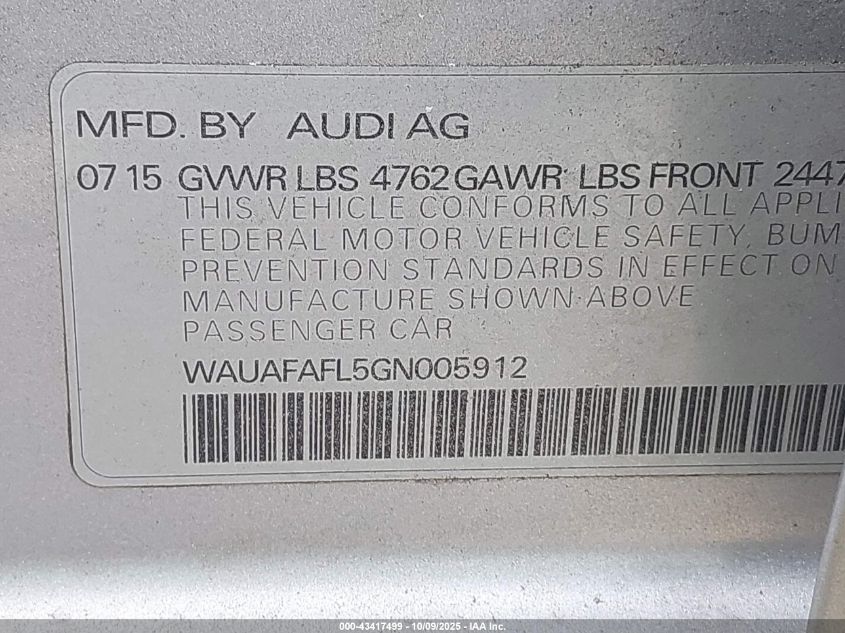 MFD. BY AUDI AG
07 15 GVWR LBS 4762 GAWR LBS FRONT 2447
THIS VEHICLE CONFORMS TO ALL APPLI
FEDERAL MOTOR VEHICLE SAFETY, BUM
PREVENTION STANDARDS IN EFFECT ON
MANUFACTURE SHOWN ABOVE
PASSENGER CAR
WAUAFAFL5GN005912
000-43417499 - 10/09/2025 - IAA Inc.